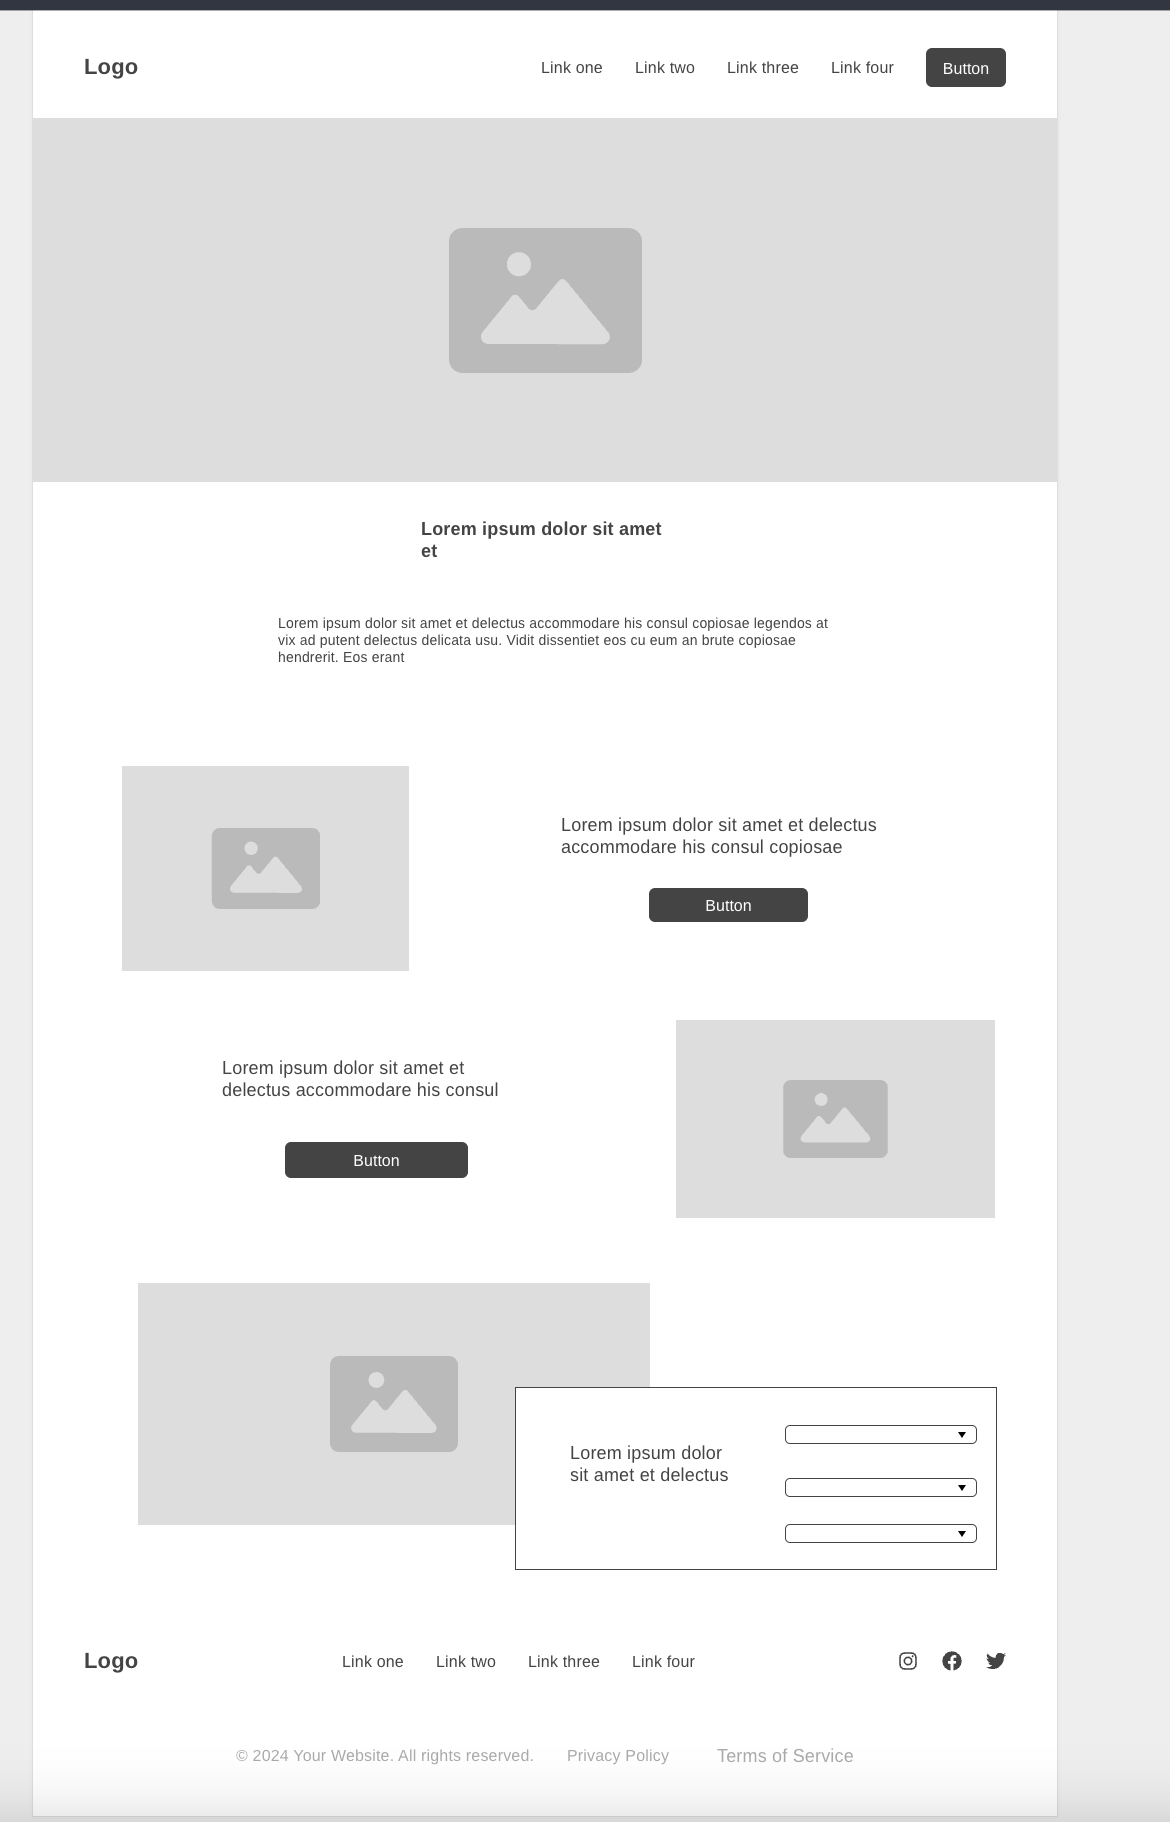 Logo
Link one
Link two
Link three
Link four
Button
Lorem ipsum dolor sit amet
et
Lorem ipsum dolor sit amet et delectus accommodare his consul copiosae legendos at
vix ad putent delectus delicata usu. Vidit dissentiet eos cu eum an brute copiosae
hendrerit. Eos erant
Lorem ipsum dolor sit amet et delectus
accommodare his consul copiosae
Button
Lorem ipsum dolor sit amet et
delectus accommodare his consul
Button
Lorem ipsum dolor
sit amet et delectus
Logo
Link one
Link two
Link three
Link four
© 2024 Your Website. All rights reserved.
Privacy Policy
Terms of Service